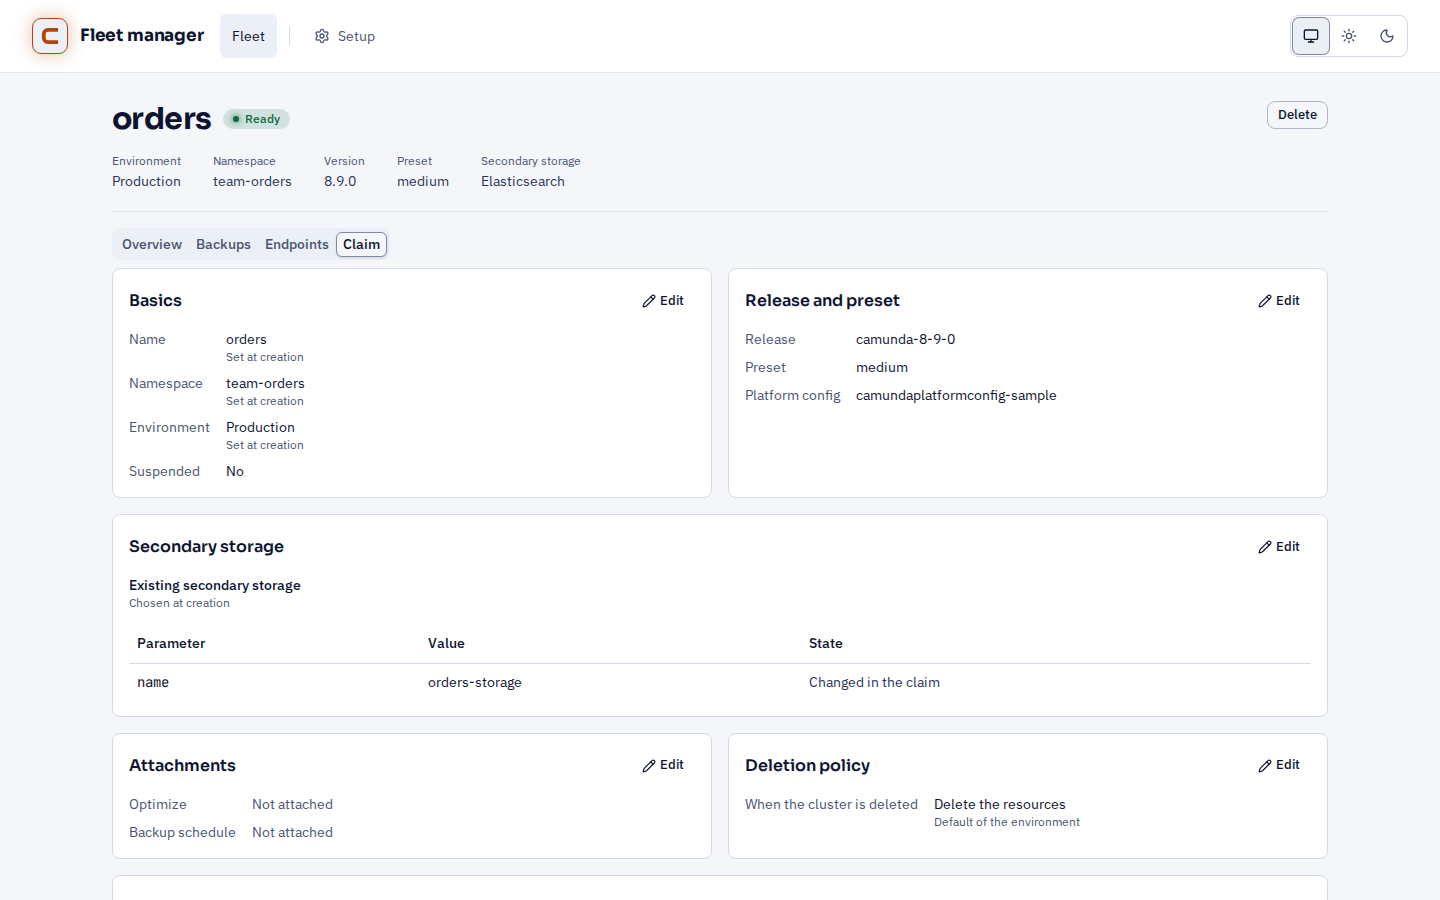 Fleet manager
Fleet
Setup
orders
Ready
Delete
Environment
Namespace
Version
Preset
Secondary storage
Production
team-orders
8.9.0
medium
Elasticsearch
Overview
Backups
Endpoints
Claim
Basics
Edit
Name
orders
Set at creation
Namespace
team-orders
Set at creation
Environment
Production
Set at creation
Suspended
No
Release and preset
Edit
Release
camunda-8-9-0
Preset
medium
Platform config
camundaplatformconfig-sample
Secondary storage
Edit
Existing secondary storage
Chosen at creation
Parameter
Value
State
name
orders-storage
Changed in the claim
Attachments
Edit
Optimize
Not attached
Backup schedule
Not attached
Deletion policy
Edit
When the cluster is deleted
Delete the resources
Default of the environment